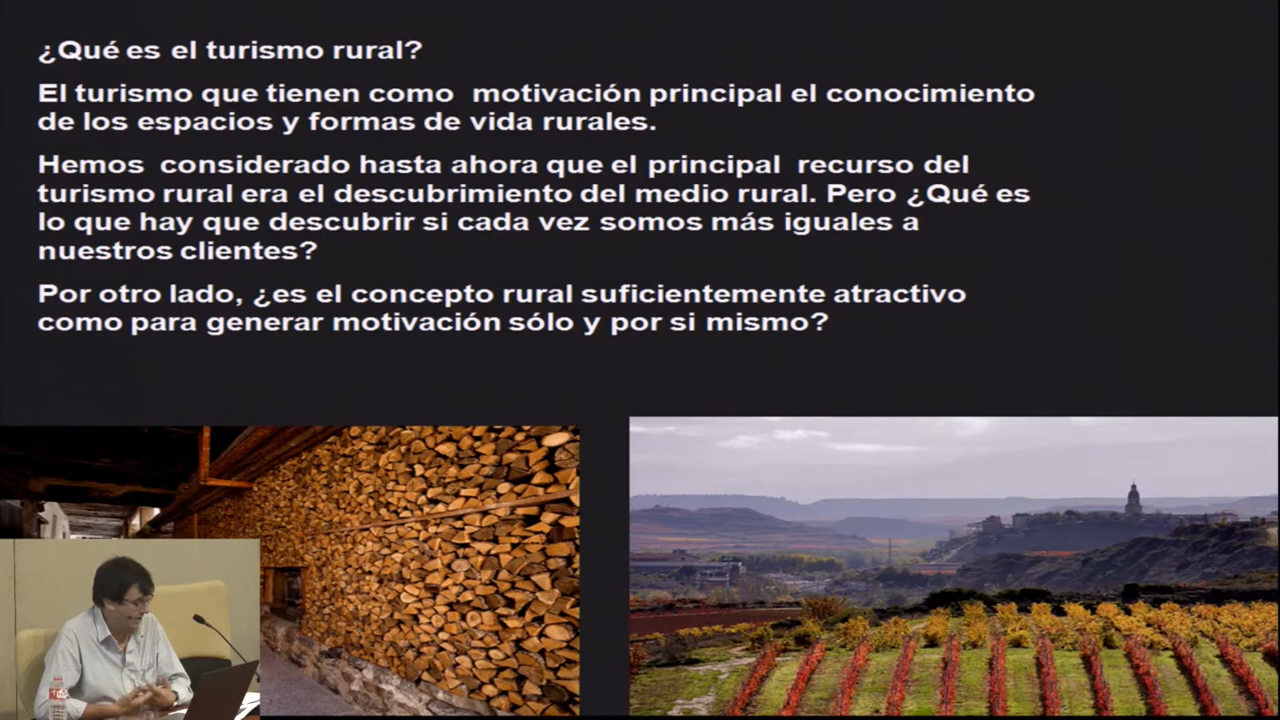 ¿Qué es el turismo rural?
El turismo que tienen como motivación principal el conocimiento
de los espacios y formas de vida rurales.
Hemos considerado hasta ahora que el principal recurso del
turismo rural era el descubrimiento del medio rural. Pero ¿Qué es
lo que hay que descubrir si cada vez somos más iguales a
nuestros clientes?
Por otro lado, ¿es el concepto rural suficientemente atractivo
como para generar motivación sólo y por si mismo?